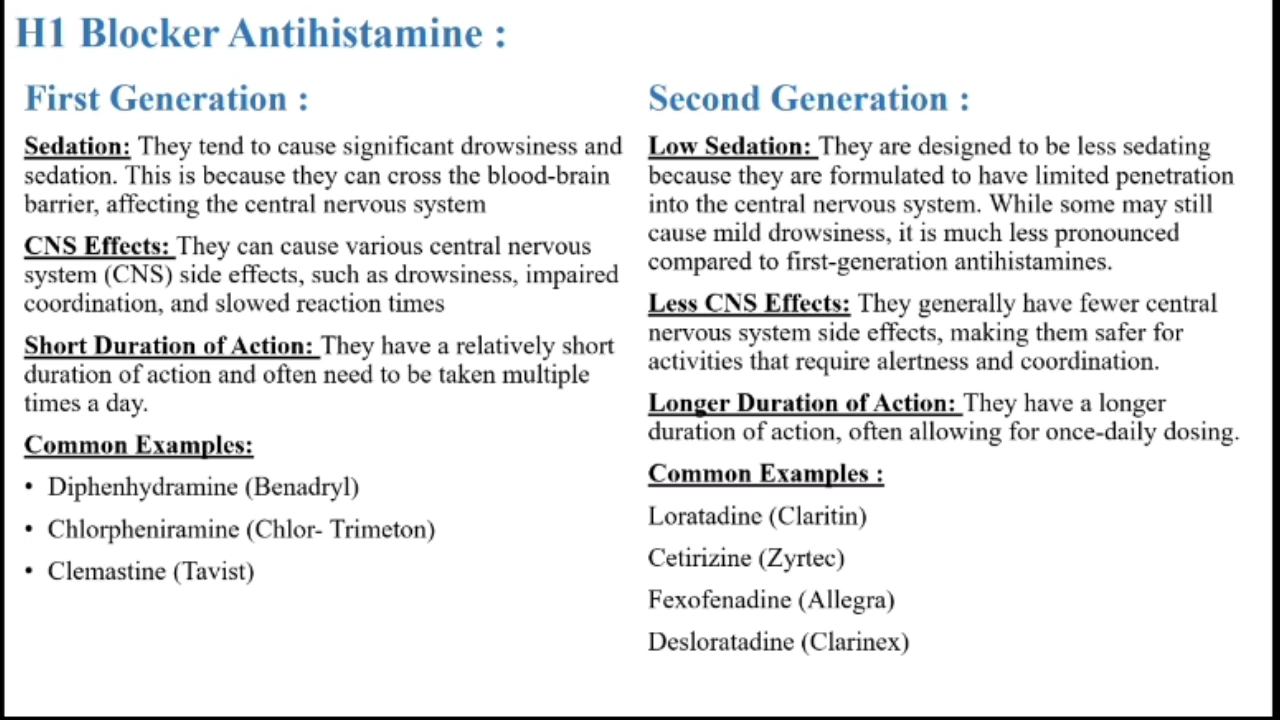 H1 Blocker Antihistamine :
First Generation :
Sedation: They tend to cause significant drowsiness and
sedation. This is because they can cross the blood-brain
barrier, affecting the central nervous system
CNS Effects: They can cause various central nervous
system (CNS) side effects, such as drowsiness, impaired
coordination, and slowed reaction times
Short Duration of Action: They have a relatively short
duration of action and often need to be taken multiple
times a day.
Common Examples:
• Diphenhydramine (Benadryl)
• Chlorpheniramine (Chlor- Trimeton)
• Clemastine (Tavist)
Second Generation :
Low Sedation: They are designed to be less sedating
because they are formulated to have limited penetration
into the central nervous system. While some may still
cause mild drowsiness, it is much less pronounced
compared to first-generation antihistamines.
Less CNS Effects: They generally have fewer central
nervous system side effects, making them safer for
activities that require alertness and coordination.
Longer Duration of Action: They have a longer
duration of action, often allowing for once-daily dosing.
Common Examples :
Loratadine (Claritin)
Cetirizine (Zyrtec)
Fexofenadine (Allegra)
Desloratadine (Clarinex)